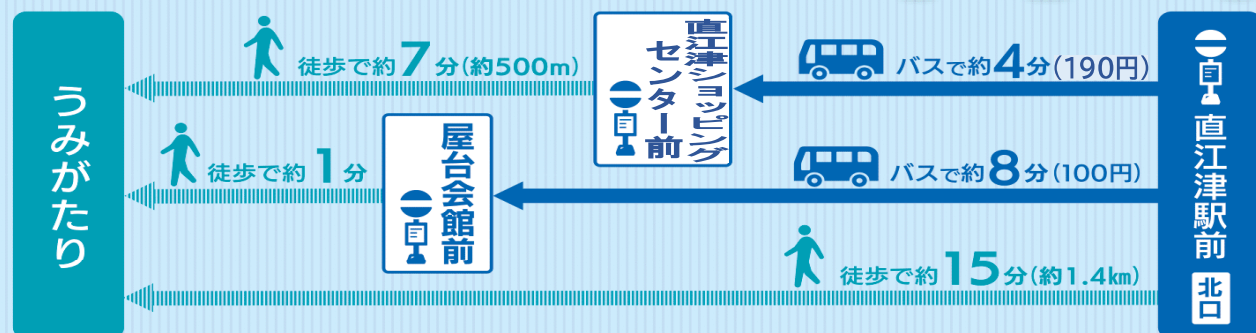 うみがたり
徒歩で約7分(約500m)
直江津ショッピング
センター前
バスで約4分(190円)
徒歩で約1分
屋台会館前
バスで約8分(100円)
徒歩で約15分(約1.4km)
直江津駅前
北口